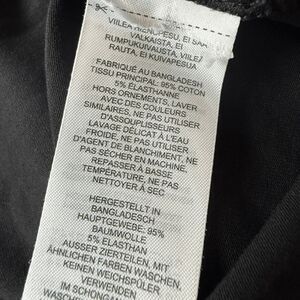 VIILEÄ HIENOPESU, EI SAA
VALKAISTA, EI
RUMPUKUIVAUSTA, VIILEÄ
RAUTA, EI KUIVAPESUA
FABRIQUÉ AU BANGLADESH
TISSU PRINCIPAL: 95% COTON
5% ÉLASTHANNE
HORS ORNEMENTS, LAVER
AVEC DES COULEURS
SIMILAIRES, NE PAS UTILISER
D'ASSOUPLISSEURS
LAVAGE DÉLICAT À L'EAU
FROIDE, NE PAS UTILISER
D'AGENT DE BLANCHIMENT, NE
PAS SÉCHER EN MACHINE,
REPASSER À BASSE
TEMPÉRATURE, NE PAS
NETTOYER À SEC
HERGESTELLT IN
BANGLADESCH
HAUPTGEWEBE: 95%
BAUMWOLLE
5% ELASTHAN
AUSSER ZIERTEILEN, MIT
ÄHNLICHEN FARBEN WASCHEN.
KEINEN WEICHSPÜLER
VERWENDEN
IM SCHONGANG